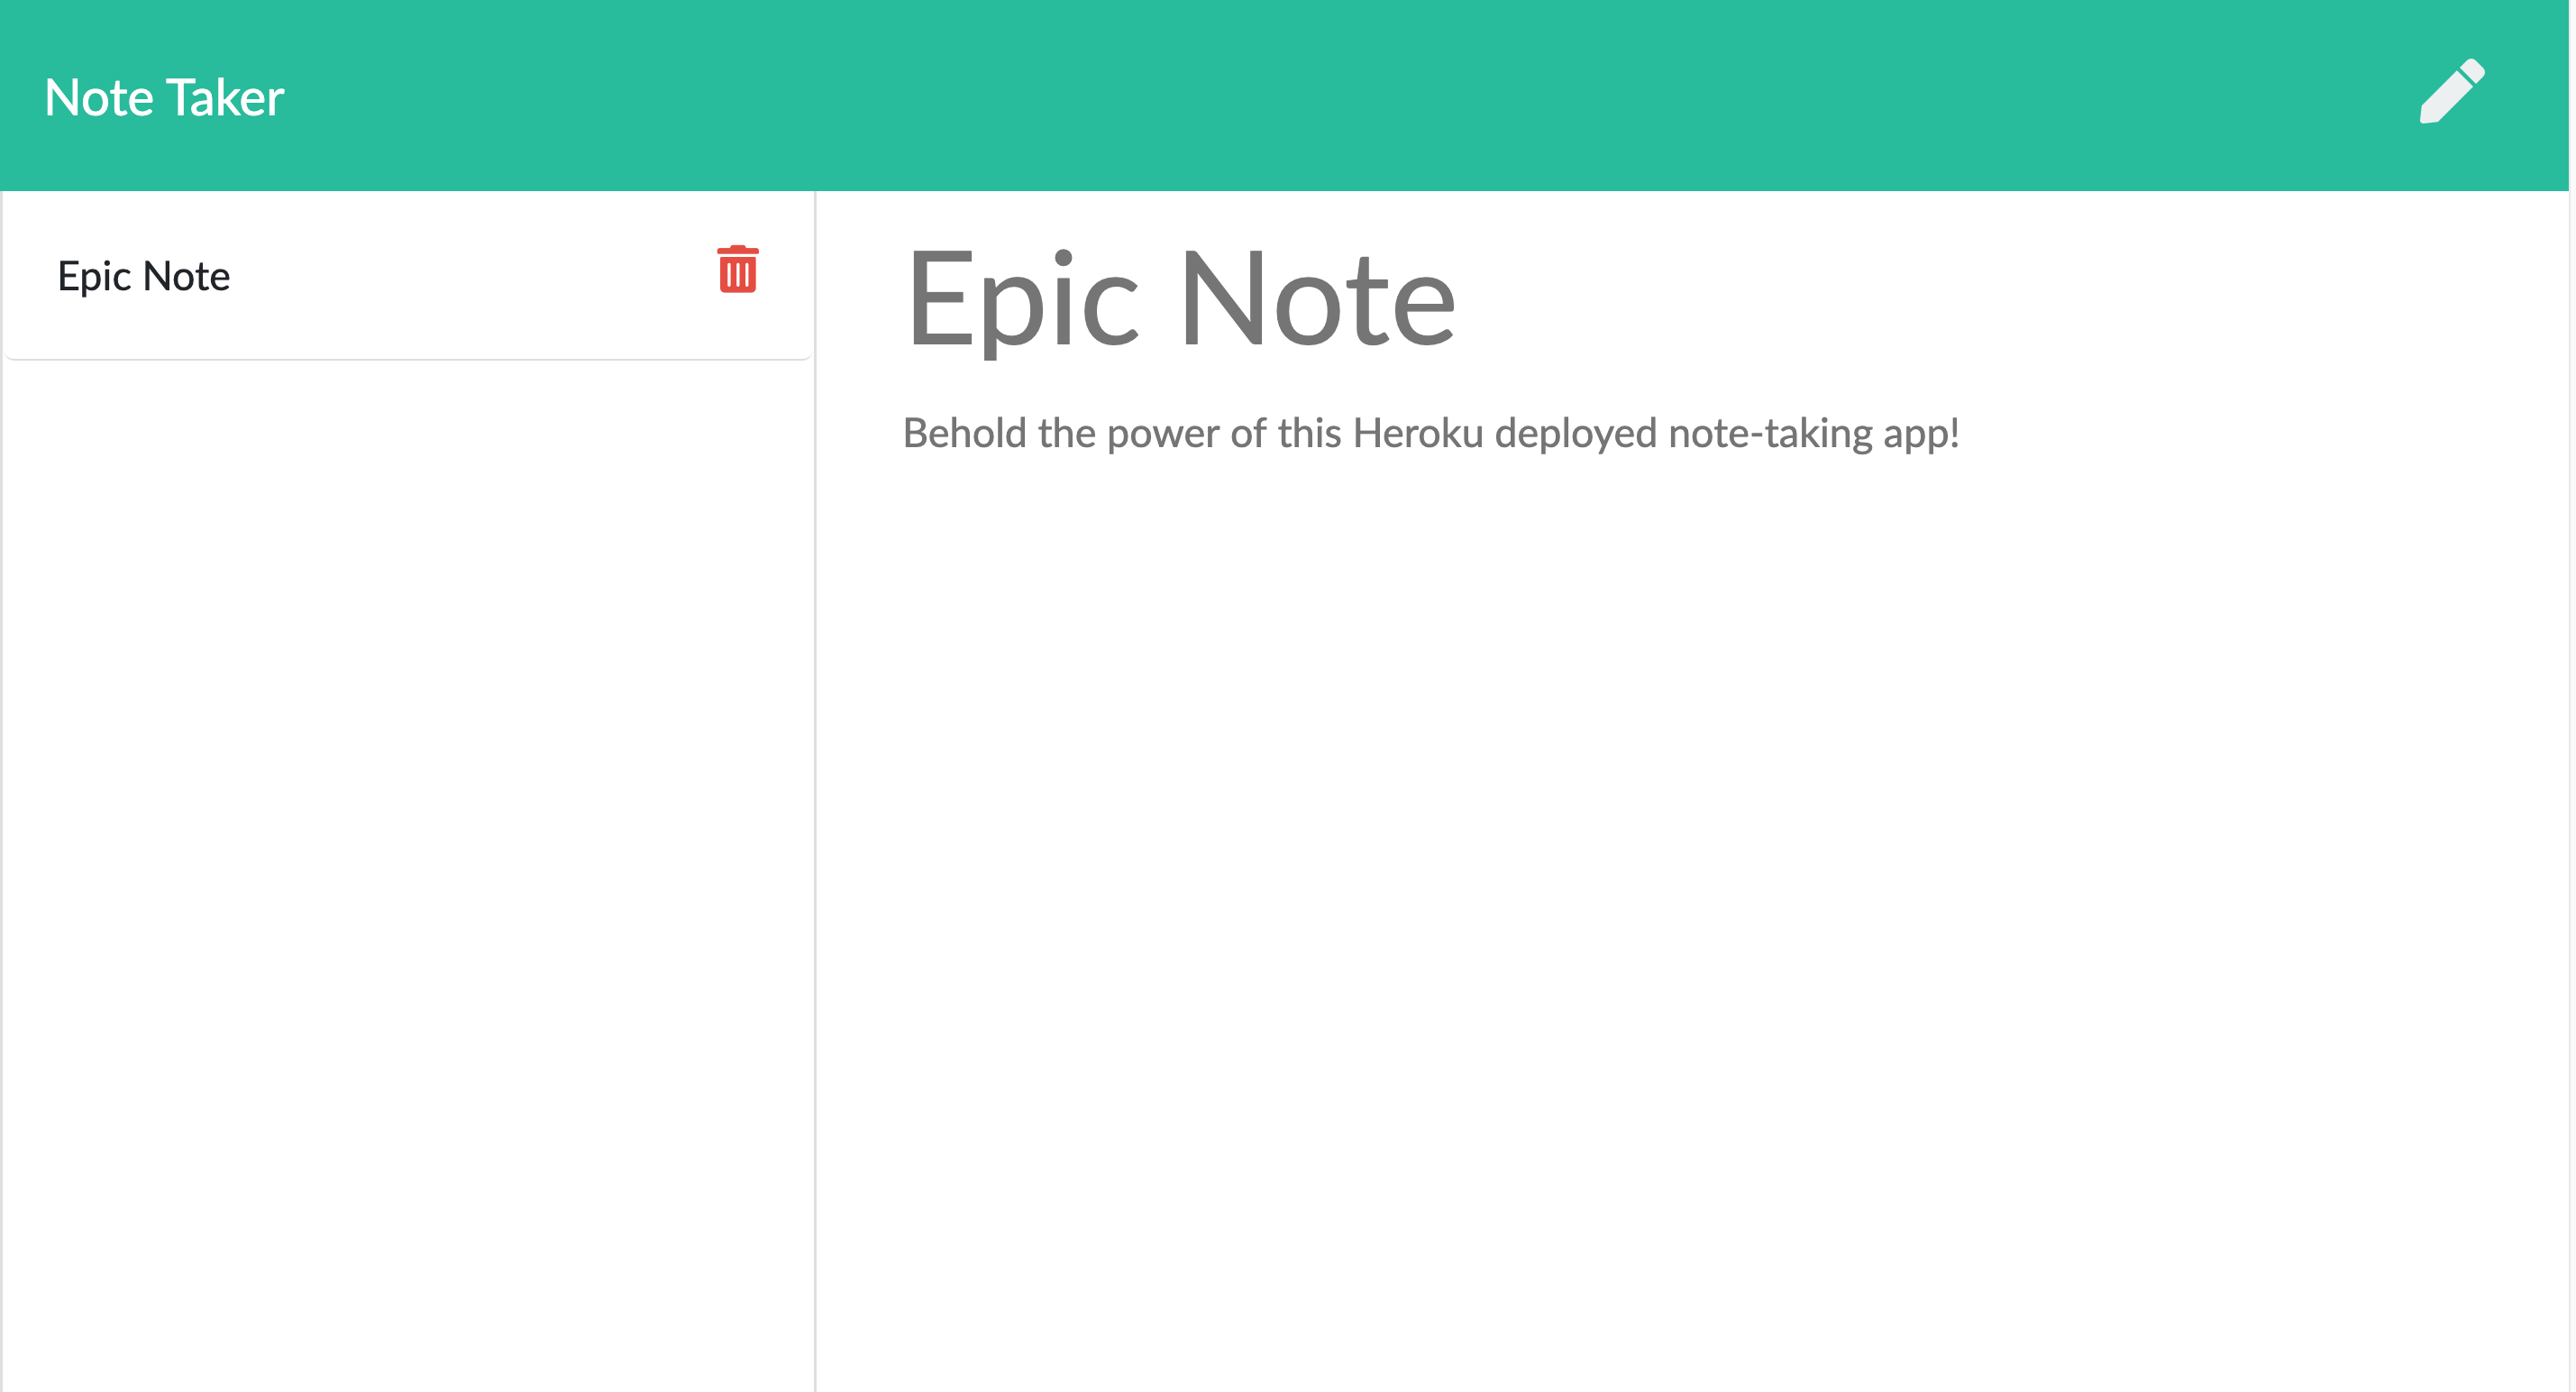 Note Taker
Epic Note
Epic Note
Behold the power of this Heroku deployed note-taking app!